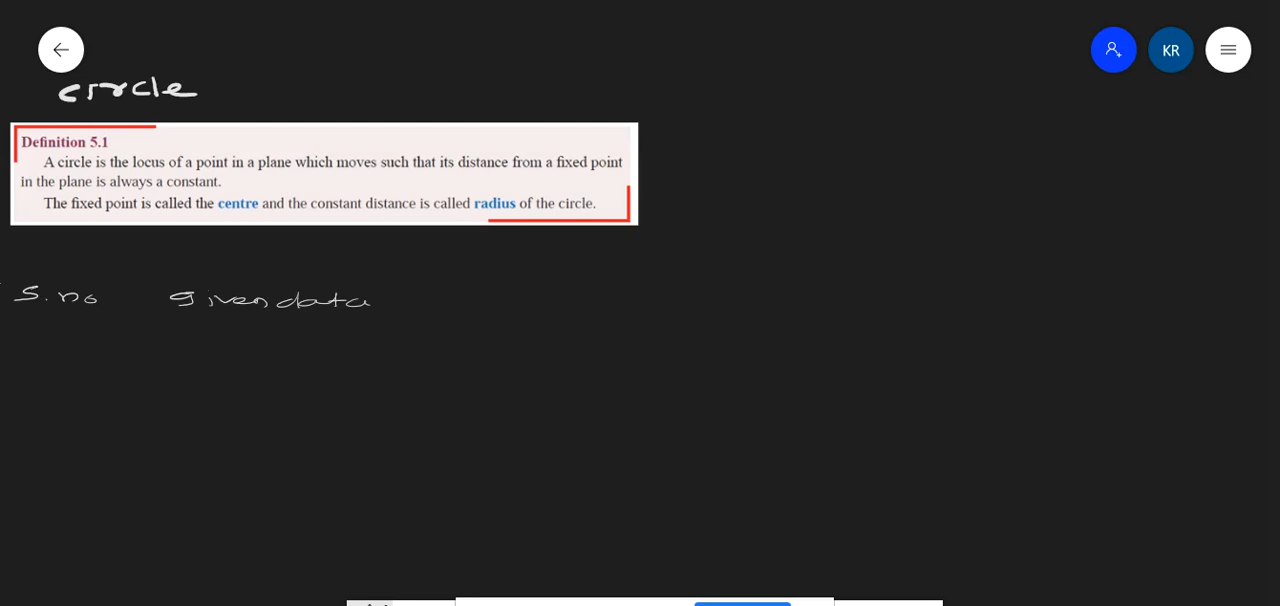 KR
circle
Definition 5.1
A circle is the locus of a point in a plane which moves such that its distance from a fixed point
in the plane is always a constant.
The fixed point is called the centre and the constant distance is called radius of the circle.
S.no given data